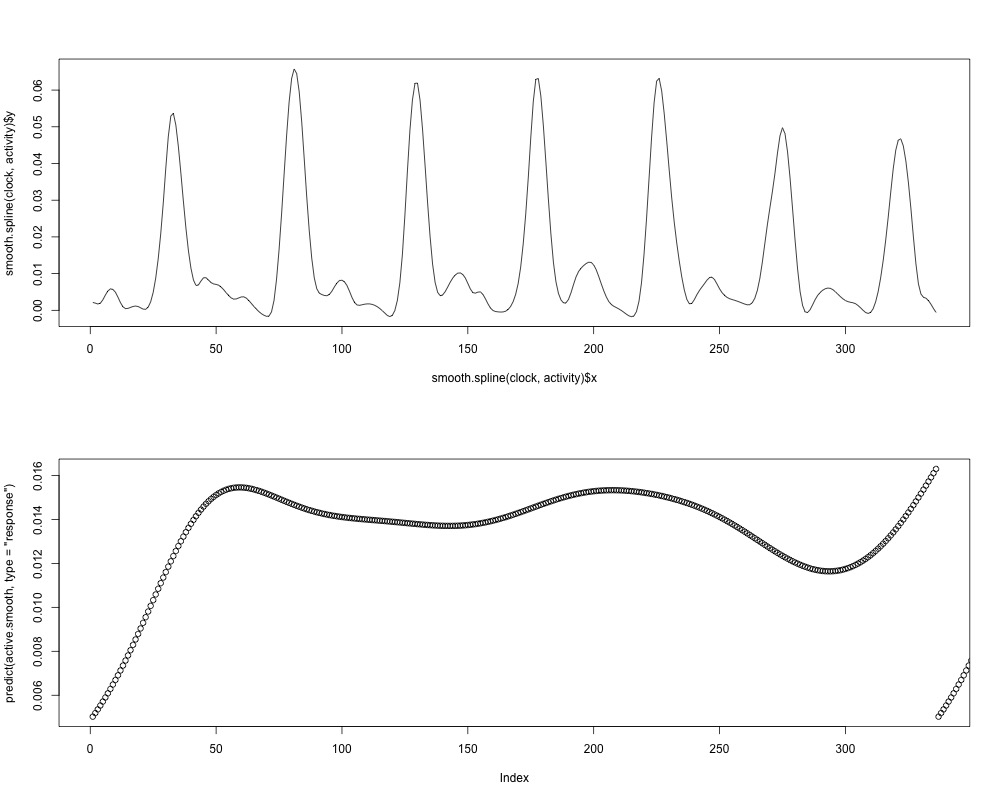 smooth.spline(clock, activity)$y
0.00 0.01 0.02 0.03 0.04 0.05 0.06
0 50 100 150 200 250 300
smooth.spline(clock, activity)$x
predict(active.smooth, type = "response")
0.006 0.008 0.010 0.012 0.014 0.016
0 50 100 150 200 250 300
Index